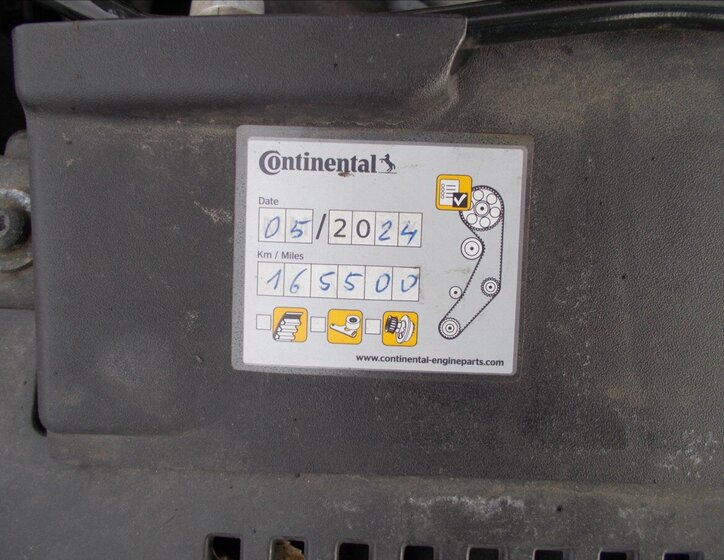 Continental
Date
05/2024
Km / Miles
165500
www.continental-engineparts.com